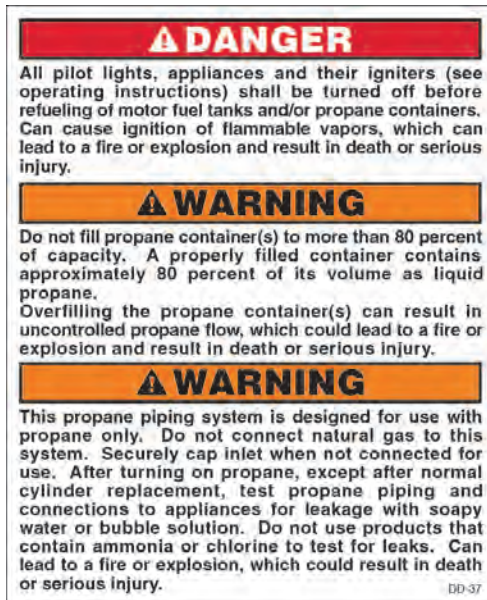 DANGER
All pilot lights, appliances and their igniters (see
operating instructions) shall be turned off before
refueling of motor fuel tanks and/or propane containers.
Can cause ignition of flammable vapors, which can
lead to a fire or explosion and result in death or serious
injury.
WARNING
Do not fill propane container(s) to more than 80 percent
of capacity. A properly filled container contains
approximately 80 percent of its volume as liquid
propane.
Overfilling the propane container(s) can result in
uncontrolled propane flow, which could lead to a fire or
explosion and result in death or serious injury.
WARNING
This propane piping system is designed for use with
propane only. Do not connect natural gas to this
system. Securely cap inlet when not connected for
use. After turning on propane, except after normal
cylinder replacement, test propane piping and
connections to appliances for leakage with soapy
water or bubble solution. Do not use products that
contain ammonia or chlorine to test for leaks. Can
lead to a fire or explosion, which could result in death
or serious injury.
DD-37